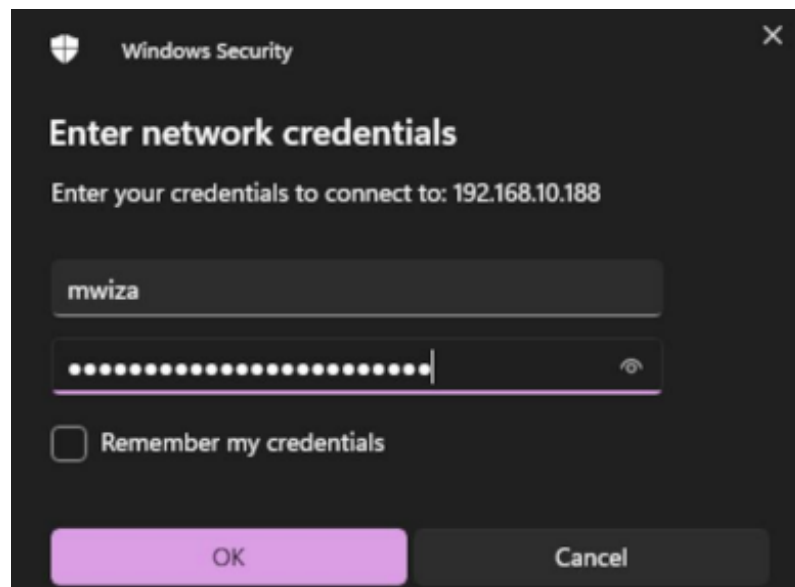 Windows Security
Enter network credentials
Enter your credentials to connect to: 192.168.10.188
mwiza
••••••••••••••••••••••••
Remember my credentials
OK
Cancel